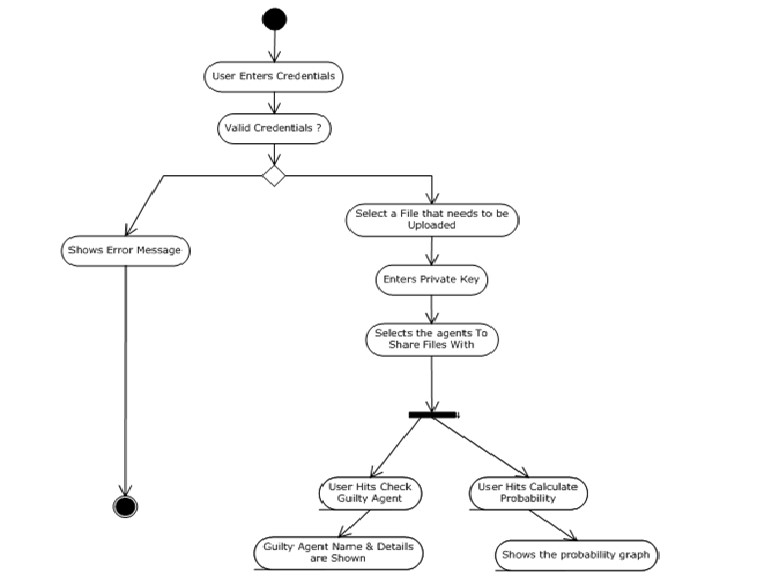 User Enters Credentials
Valid Credentials ?
Select a File that needs to be
Uploaded
Shows Error Message
Enters Private Key
Selects the agents To
Share Filles With
User Hits Check
Guilty Agent
User Hits Calculate
Probability
Guilty Agent Name & Details
are Shown
Shows the probability graph